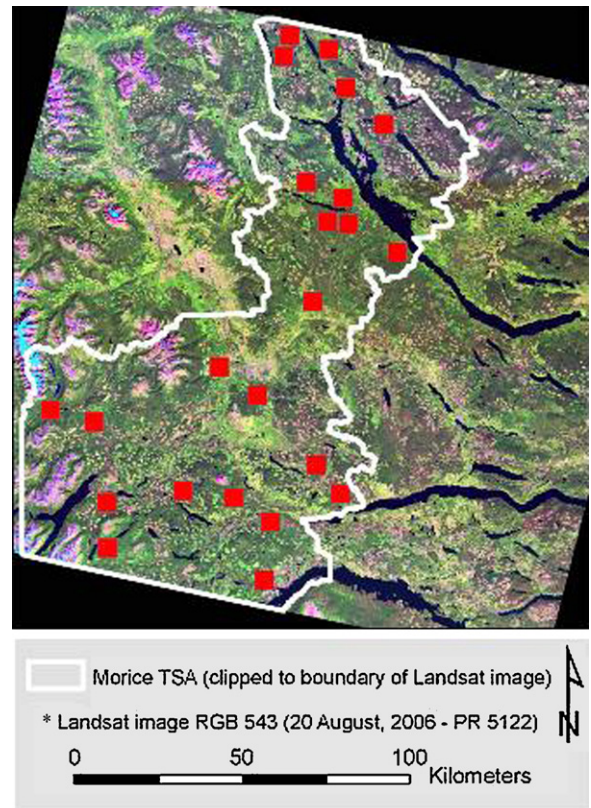 Morice TSA (clipped to boundary of Landsat image)
* Landsat image RGB 543 (20 August, 2006 - PR 5122)
N
0 50 100
Kilometers